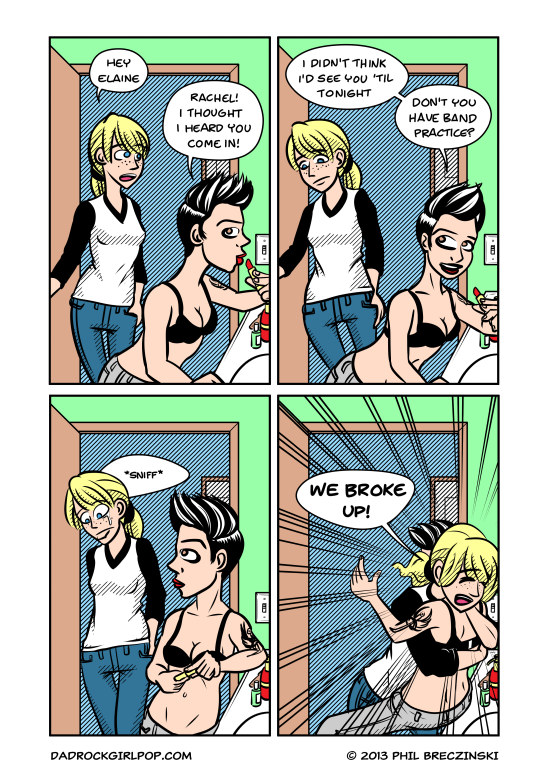 HEY
ELAINE
RACHEL!
I THOUGHT
I HEARD YOU
COME IN!
I DIDN'T THINK
I'D SEE YOU 'TIL
TONIGHT
DON'T YOU
HAVE BAND
PRACTICE?
*SNIFF*
WE BROKE
UP!
DADROCKGIRLPOP.COM
© 2013 PHIL BRECZINSKI